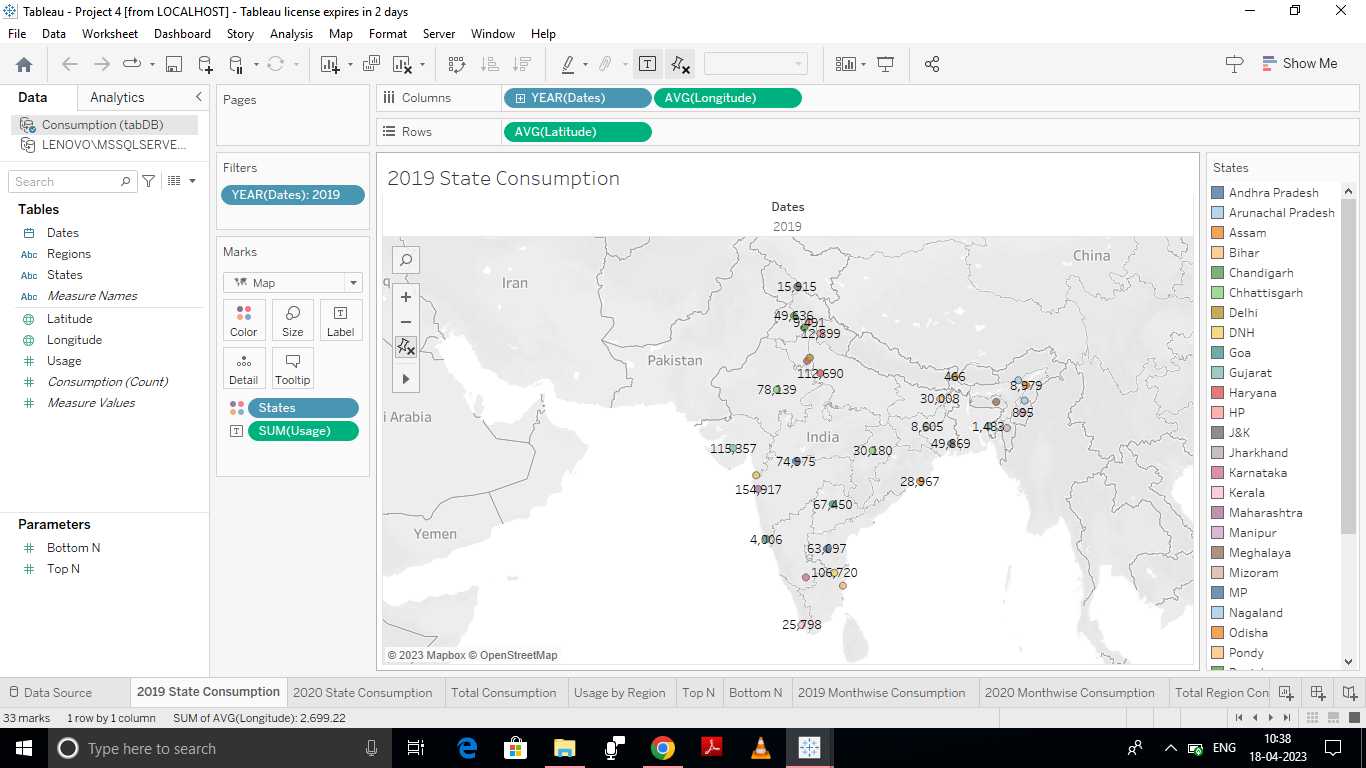 Tableau - Project 4 [from LOCALHOST] - Tableau license expires in 2 days
File Data Worksheet Dashboard Story Analysis Map Format Server Window Help
Show Me
Data Analytics
Consumption (tabDB)
LENOVO\MSSQLSERVE...
Search
Tables
Dates
Abc Regions
Abc States
Abc Measure Names
Latitude
Longitude
Usage
Consumption (Count)
Measure Values
Parameters
Bottom N
Top N
Pages
Filters
YEAR(Dates): 2019
Marks
Map
Color Size Label
Detail Tooltip
States
SUM(Usage)
Columns YEAR(Dates) AVG(Longitude)
Rows AVG(Latitude)
2019 State Consumption
Dates
2019
China
Iran
15,915
49,636
9,491
12,899
Pakistan
112,690
466
8,979
78,139
30,008
895
i Arabia
8,605
1,483
India
49,869
115,357
30,180
74,975
28,967
154,917
67,450
Yemen
4,006
63,097
106,720
25,798
© 2023 Mapbox © OpenStreetMap
States
Andhra Pradesh
Arunachal Pradesh
Assam
Bihar
Chandigarh
Chhattisgarh
Delhi
DNH
Goa
Gujarat
Haryana
HP
J&K
Jharkhand
Karnataka
Kerala
Maharashtra
Manipur
Meghalaya
Mizoram
MP
Nagaland
Odisha
Pondy
Data Source 2019 State Consumption 2020 State Consumption Total Consumption Usage by Region Top N Bottom N 2019 Monthwise Consumption 2020 Monthwise Consumption Total Region Con
33 marks 1 row by 1 column SUM of AVG(Longitude): 2,699.22
Type here to search
ENG
10:38
18-04-2023